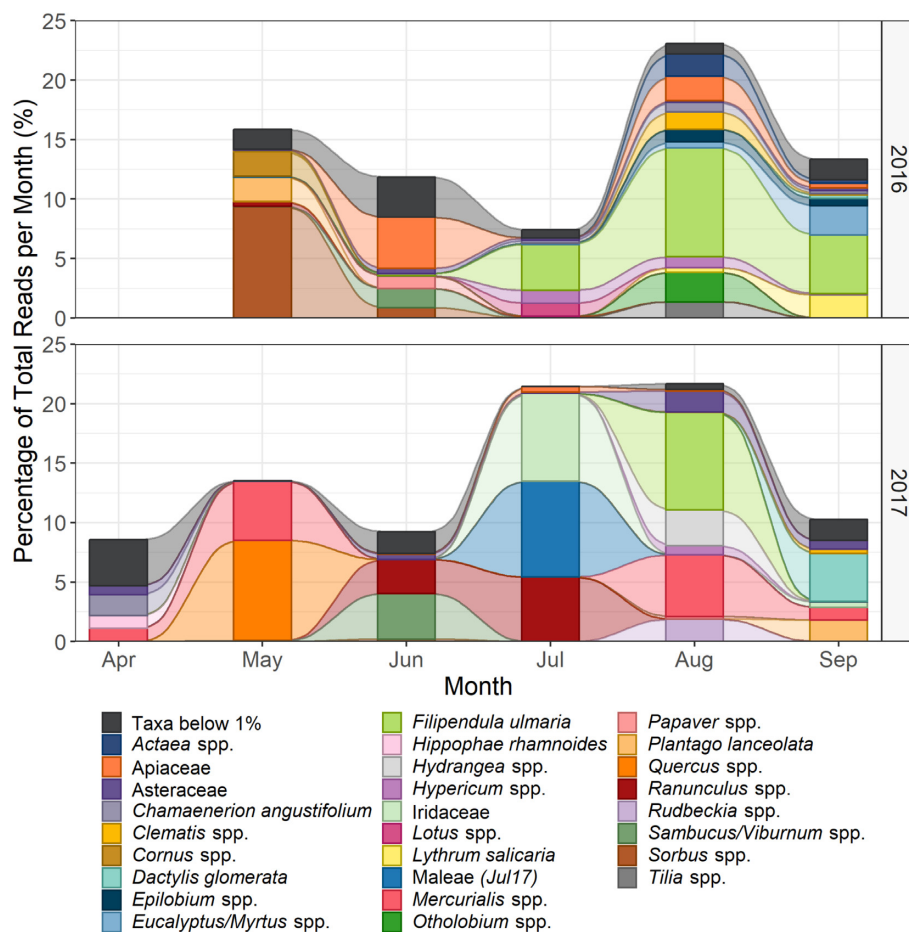 25
20
15
10
5
0
2016
25
20
15
10
5
0
2017
Percentage of Total Reads per Month (%)
Apr May Jun Jul Aug Sep
Month
Taxa below 1%
Actaea spp.
Apiaceae
Asteraceae
Chamaenerion angustifolium
Clematis spp.
Cornus spp.
Dactylis glomerata
Epilobium spp.
Eucalyptus/Myrtus spp.
Filipendula ulmaria
Hippophae rhamnoides
Hydrangea spp.
Hypericum spp.
Iridaceae
Lotus spp.
Lythrum salicaria
Maleae (Jul17)
Mercurialis spp.
Otholobium spp.
Papaver spp.
Plantago lanceolata
Quercus spp.
Ranunculus spp.
Rudbeckia spp.
Sambucus/Viburnum spp.
Sorbus spp.
Tilia spp.